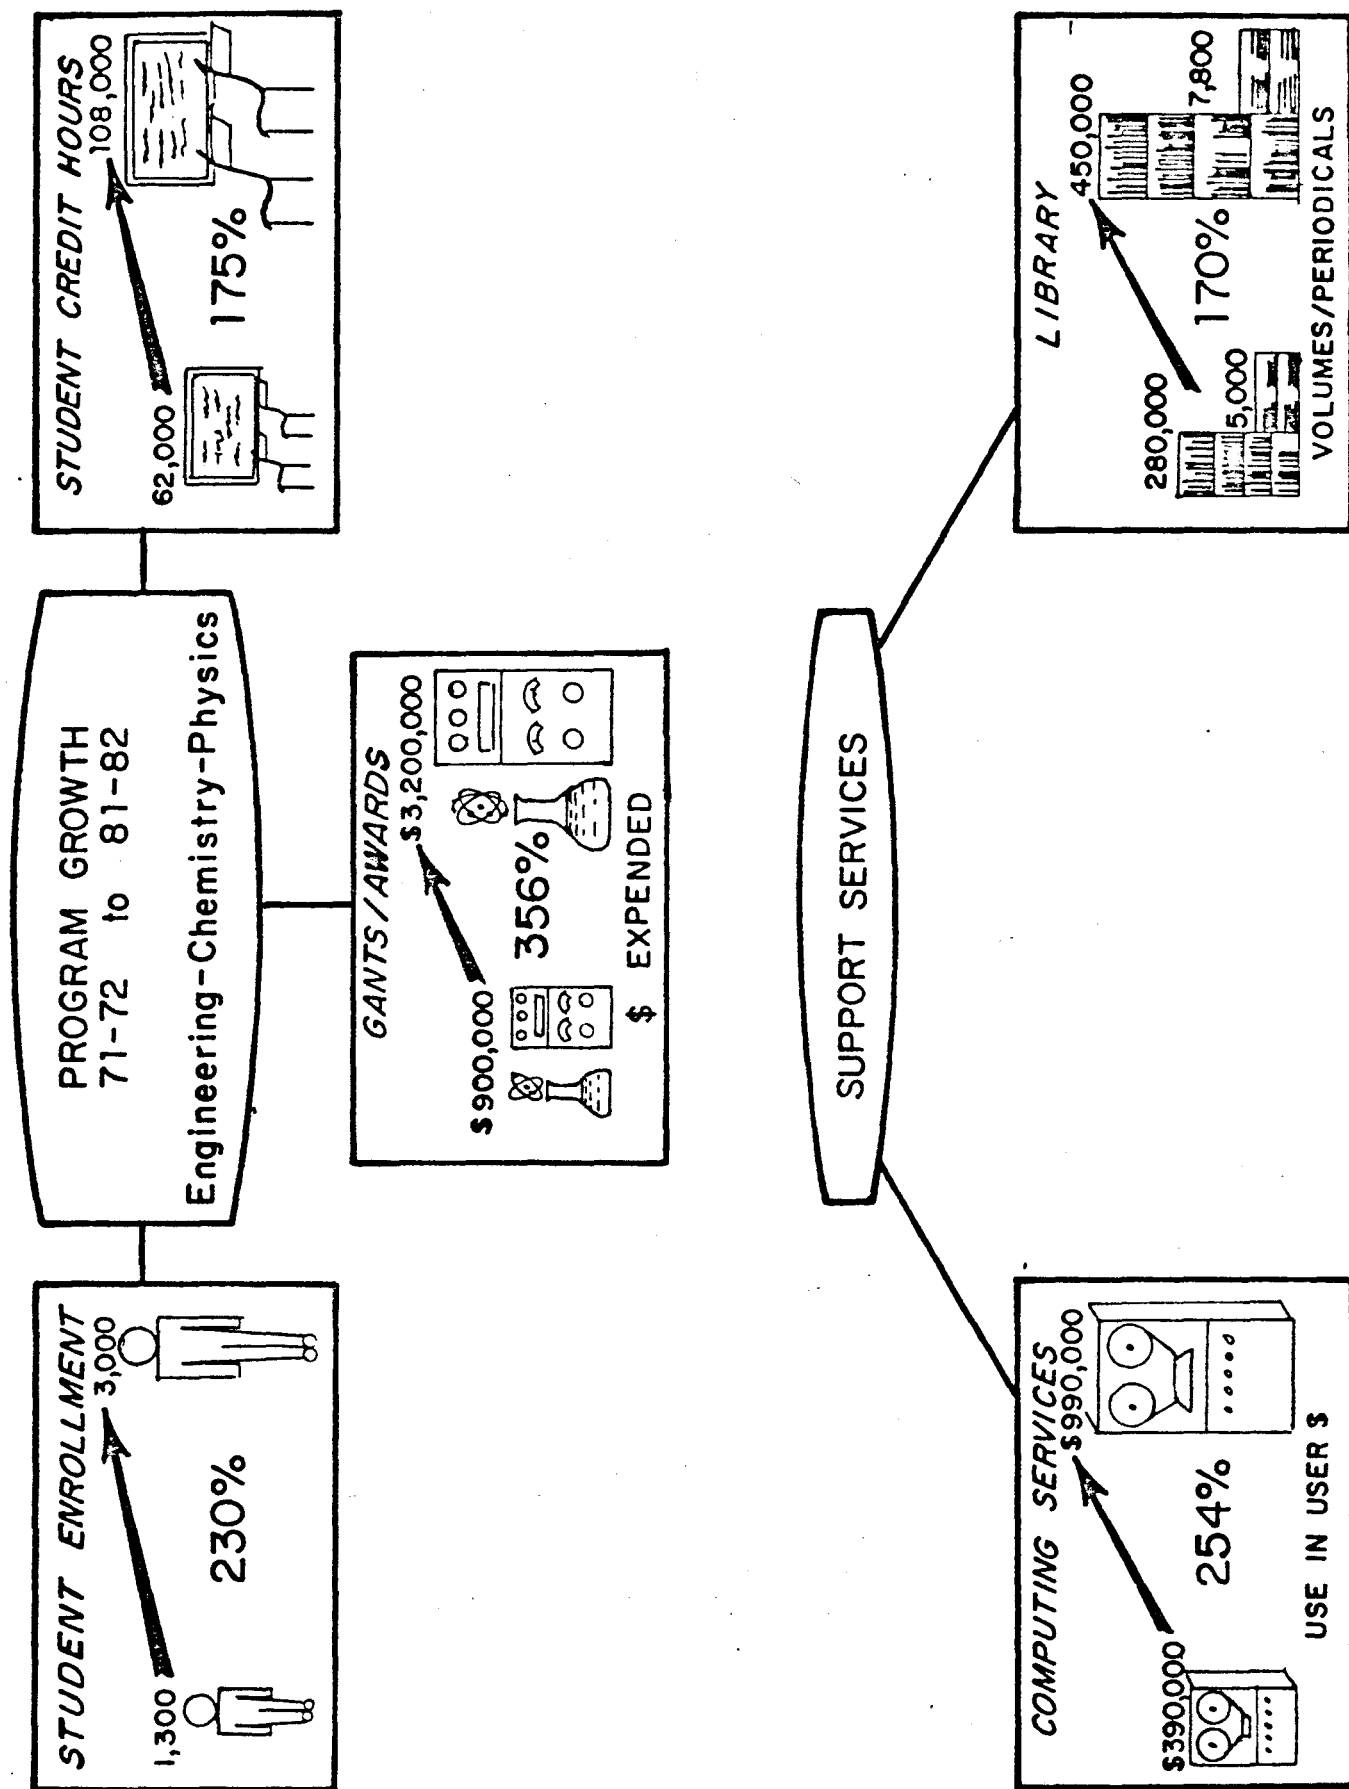 PROGRAM GROWTH
71-72 to 81-82
Engineering-Chemistry-Physics
STUDENT ENROLLMENT
1,300
3,000
230%
GANTS/AWARDS
$900,000
$3,200,000
356%
$ EXPENDED
STUDENT CREDIT HOURS
62,000
108,000
175%
SUPPORT SERVICES
COMPUTING SERVICES
$390,000
$990,000
254%
USE IN USER $
LIBRARY
280,000
5,000
450,000
7,800
170%
VOLUMES/PERIODICALS